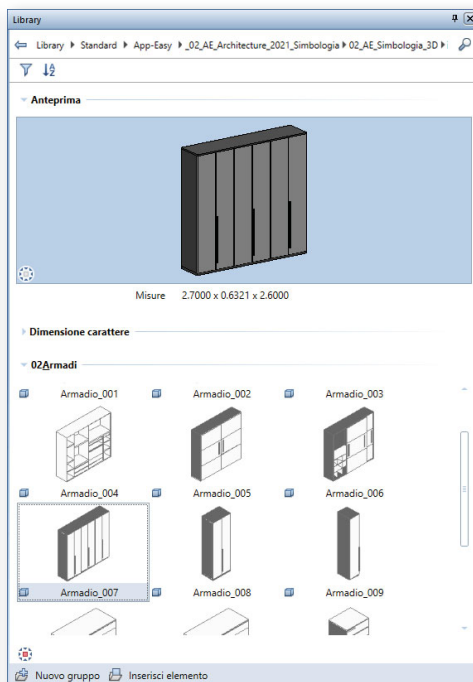 Library
Library Standard App-Easy _02_AE_Architecture_2021_Simbologia 02_AE_Simbologia_3D
Anteprima
Misure 2.7000 x 0.6321 x 2.6000
Dimensione carattere
02Armadi
Armadio_001 Armadio_002 Armadio_003
Armadio_004 Armadio_005 Armadio_006
Armadio_007 Armadio_008 Armadio_009
Nuovo gruppo Inserisci elemento